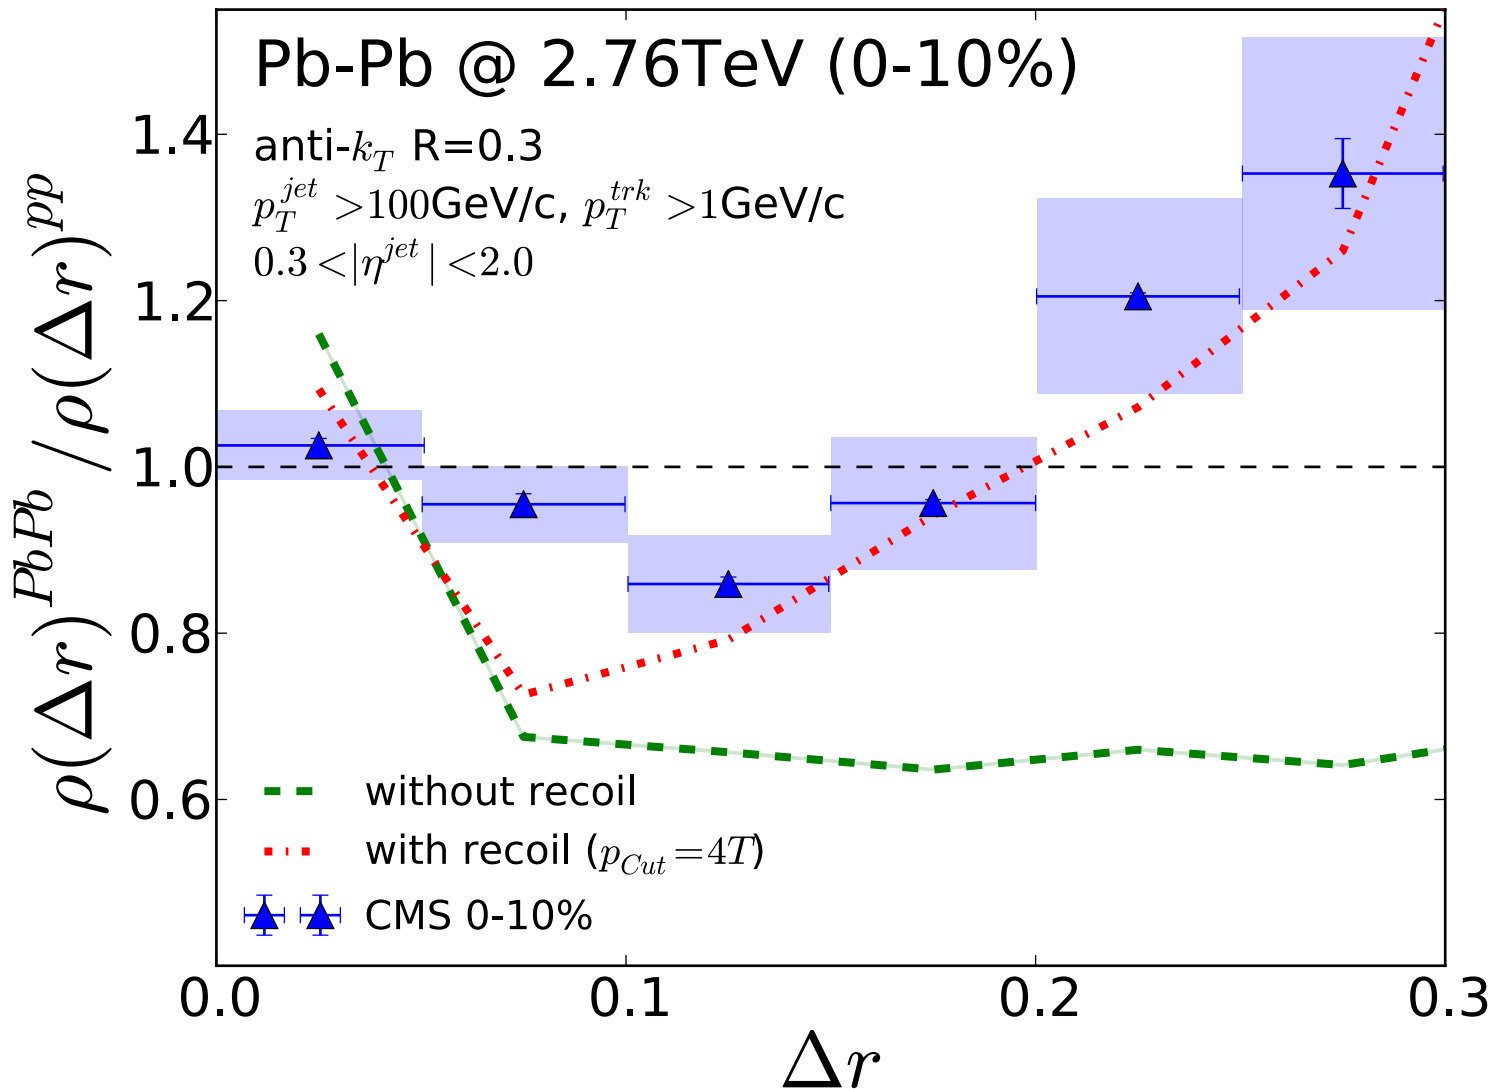 Pb-Pb @ 2.76TeV (0-10%)
anti-k_T R=0.3
p_T^{jet} >100GeV/c, p_T^{trk} >1GeV/c
0.3<|η^{jet}|<2.0
ρ(Δr)^{PbPb} / ρ(Δr)^{pp}
1.4
1.2
1.0
0.8
0.6
without recoil
with recoil (p_{Cut}=4T)
CMS 0-10%
0.0 0.1 0.2 0.3
Δr